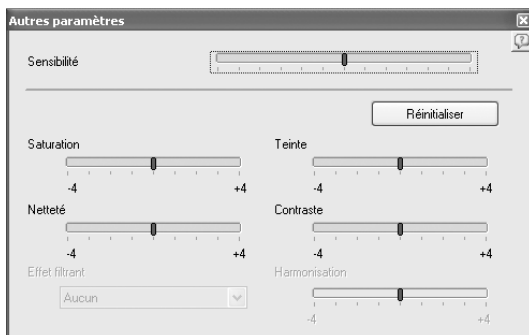 Autres paramètres
Sensibilité
Réinitialiser
Saturation Teinte
-4 +4 -4 +4
Netteté Contraste
-4 +4 -4 +4
Effet filtrant Harmonisation
Aucun
-4 +4